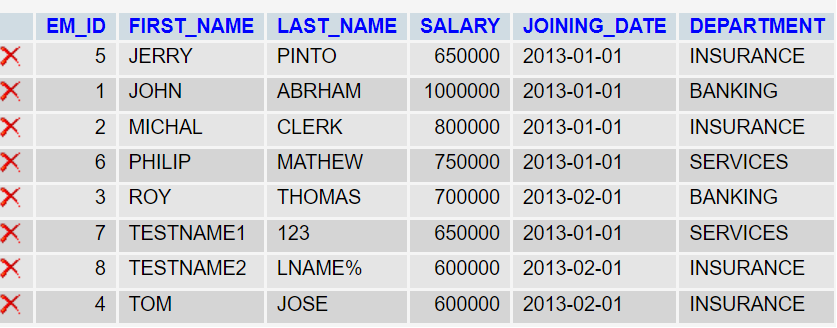 EM_ID FIRST_NAME LAST_NAME SALARY JOINING_DATE DEPARTMENT
5 JERRY PINTO 650000 2013-01-01 INSURANCE
1 JOHN ABRHAM 1000000 2013-01-01 BANKING
2 MICHAL CLERK 800000 2013-01-01 INSURANCE
6 PHILIP MATHEW 750000 2013-01-01 SERVICES
3 ROY THOMAS 700000 2013-02-01 BANKING
7 TESTNAME1 123 650000 2013-01-01 SERVICES
8 TESTNAME2 LNAME% 600000 2013-02-01 INSURANCE
4 TOM JOSE 600000 2013-02-01 INSURANCE